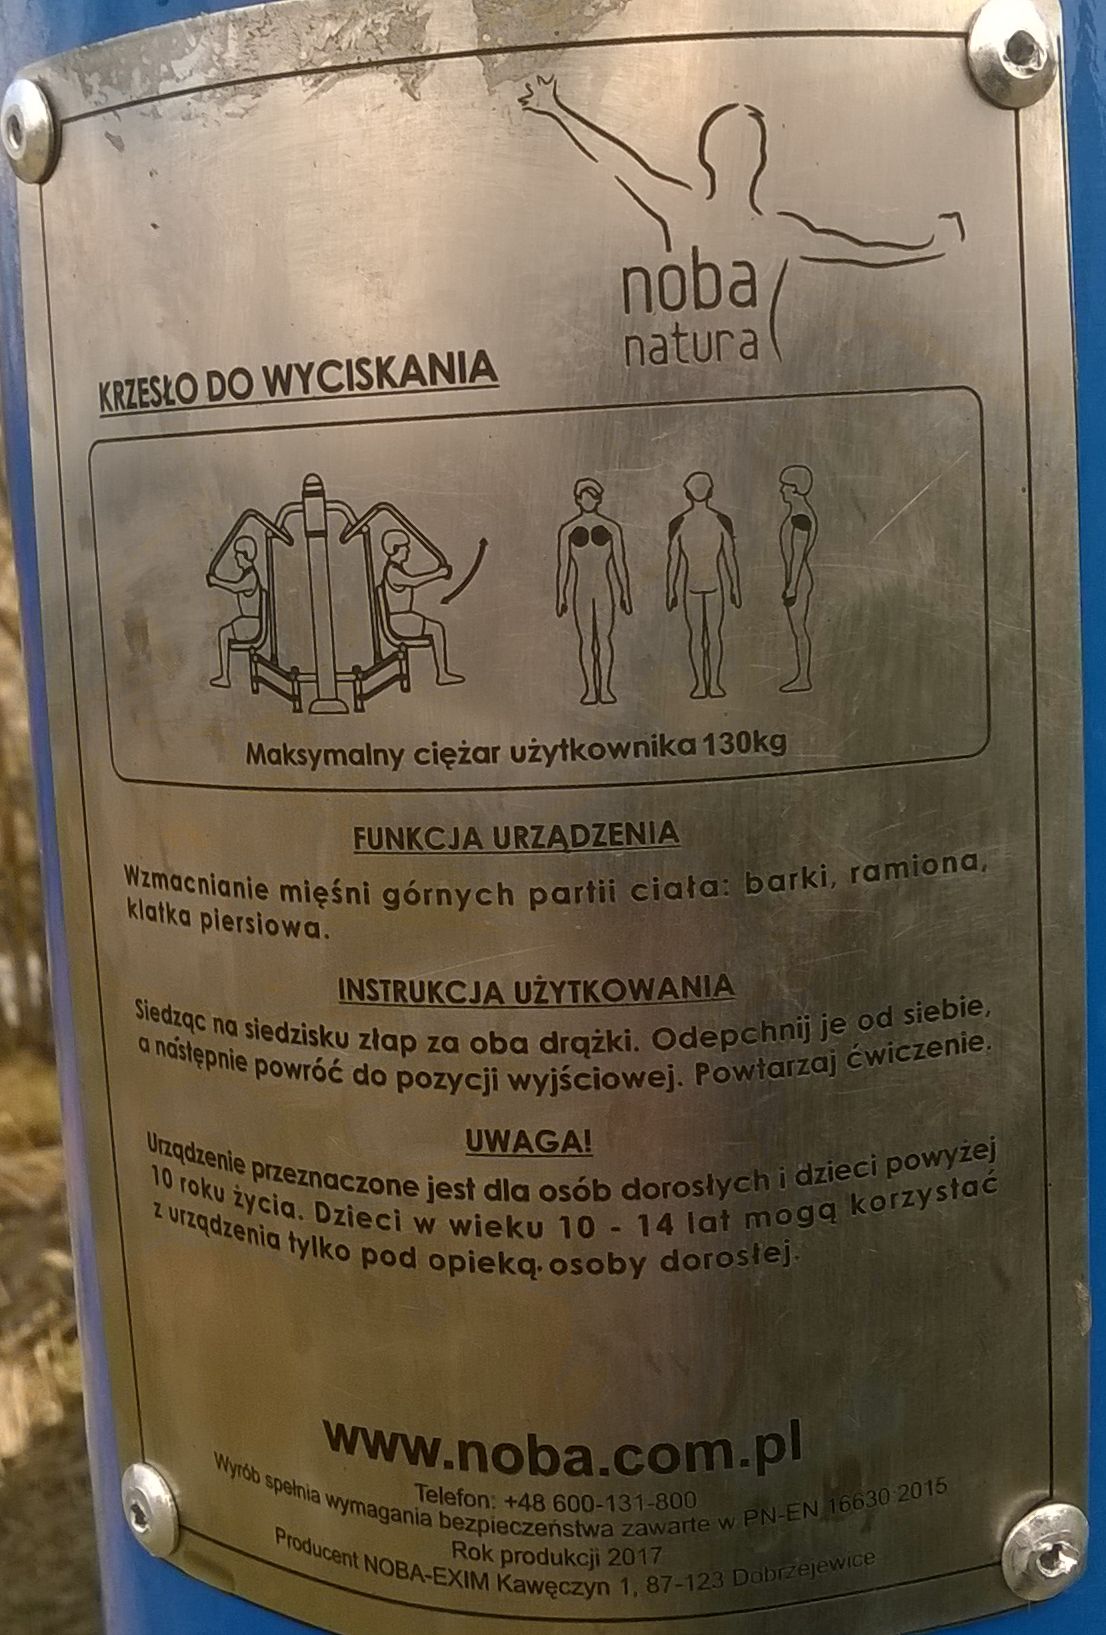 noba
natura
KRZESŁO DO WYCISKANIA
Maksymalny ciężar użytkownika 130kg
FUNKCJA URZĄDZENIA
Wzmacnianie mięśni górnych partii ciała: barki, ramiona,
klatka piersiowa.
INSTRUKCJA UŻYTKOWANIA
Siedząc na siedzisku złap za oba drążki. Odepchnij je od siebie,
a następnie powróć do pozycji wyjściowej. Powtarzaj ćwiczenie.
UWAGA!
Urządzenie przeznaczone jest dla osób dorosłych i dzieci powyżej
10 roku życia. Dzieci w wieku 10 - 14 lat mogą korzystać
z urządzenia tylko pod opieką osoby dorosłej.
www.noba.com.pl
Telefon: +48 600-131-800
Wyrób spełnia wymagania bezpieczeństwa zawarte w PN-EN 16630:2015
Rok produkcji 2017
Producent NOBA-EXIM Kawęczyn 1, 87-123 Dobrzejewice